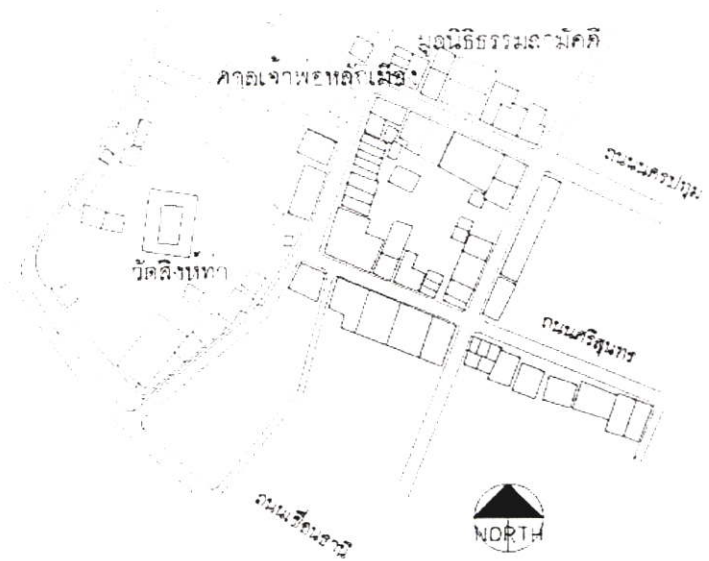 มูลนิธิธรรมสามัคคี
ศาลเจ้าพ่อหลักเมือง
ถนนนครปทุม
วัดสิงห์ท่า
ถนนศรีสุนทร
NORTH